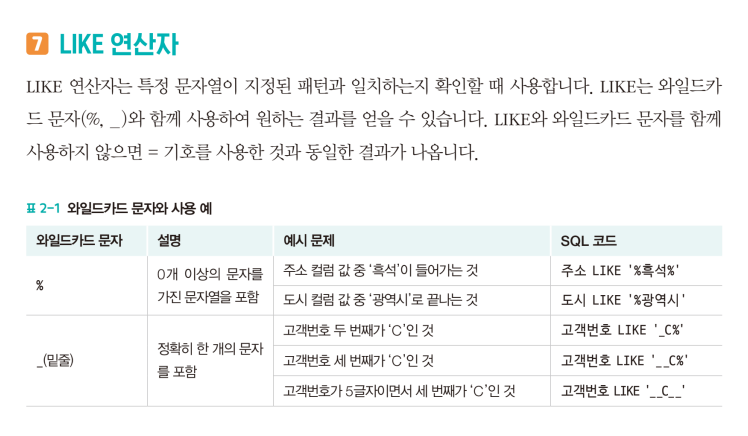 7 LIKE 연산자
LIKE 연산자는 특정 문자열이 지정된 패턴과 일치하는지 확인할 때 사용합니다. LIKE는 와일드카
드 문자(%, _)와 함께 사용하여 원하는 결과를 얻을 수 있습니다. LIKE와 와일드카드 문자를 함께
사용하지 않으면 = 기호를 사용한 것과 동일한 결과가 나옵니다.
표 2-1 와일드카드 문자와 사용 예
와일드카드 문자 설명 예시 문제 SQL 코드
%
0개 이상의 문자를
가진 문자열을 포함
주소 컬럼 값 중 ‘흑석’이 들어가는 것 주소 LIKE '%흑석%'
도시 컬럼 값 중 ‘광역시’로 끝나는 것 도시 LIKE '%광역시'
_(밑줄)
정확히 한 개의 문자
를 포함
고객번호 두 번째가 ‘C’인 것 고객번호 LIKE '_C%'
고객번호 세 번째가 ‘C’인 것 고객번호 LIKE '__C%'
고객번호가 5글자이면서 세 번째가 ‘C’인 것 고객번호 LIKE '__C__'